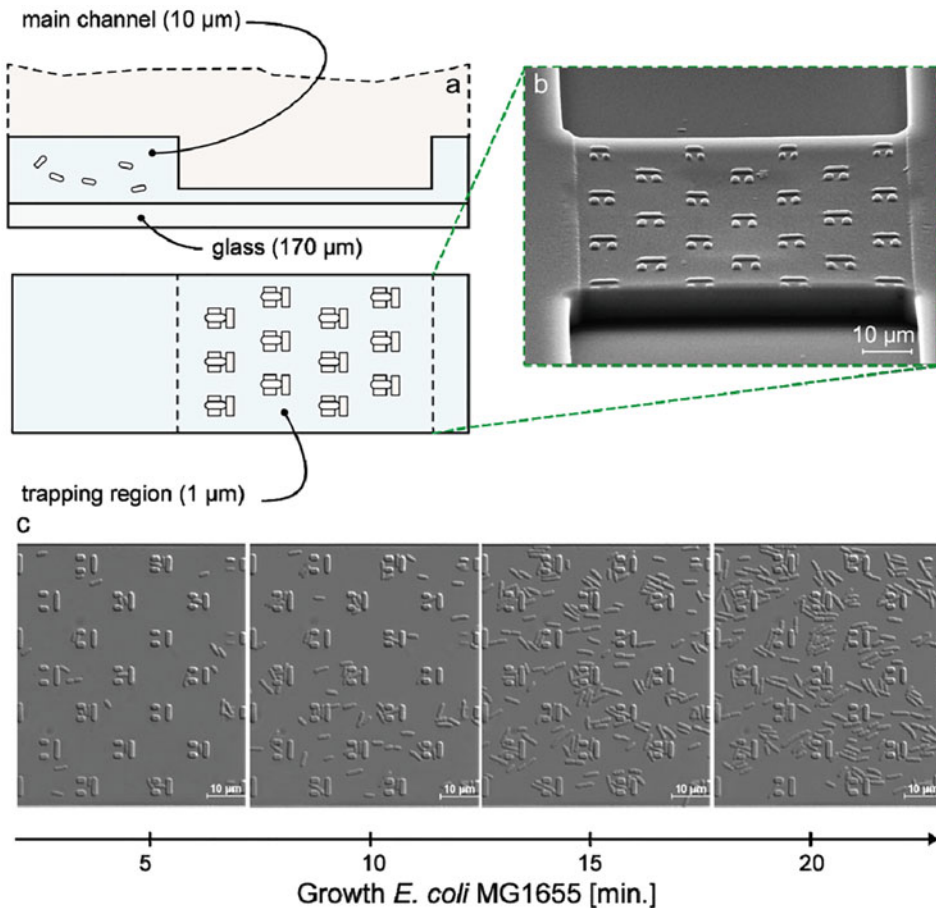 main channel (10 µm)
a
b
glass (170 µm)
10 µm
trapping region (1 µm)
c
10 µm
10 µm
10 µm
10 µm
5
10
15
20
Growth E. coli MG1655 [min.]